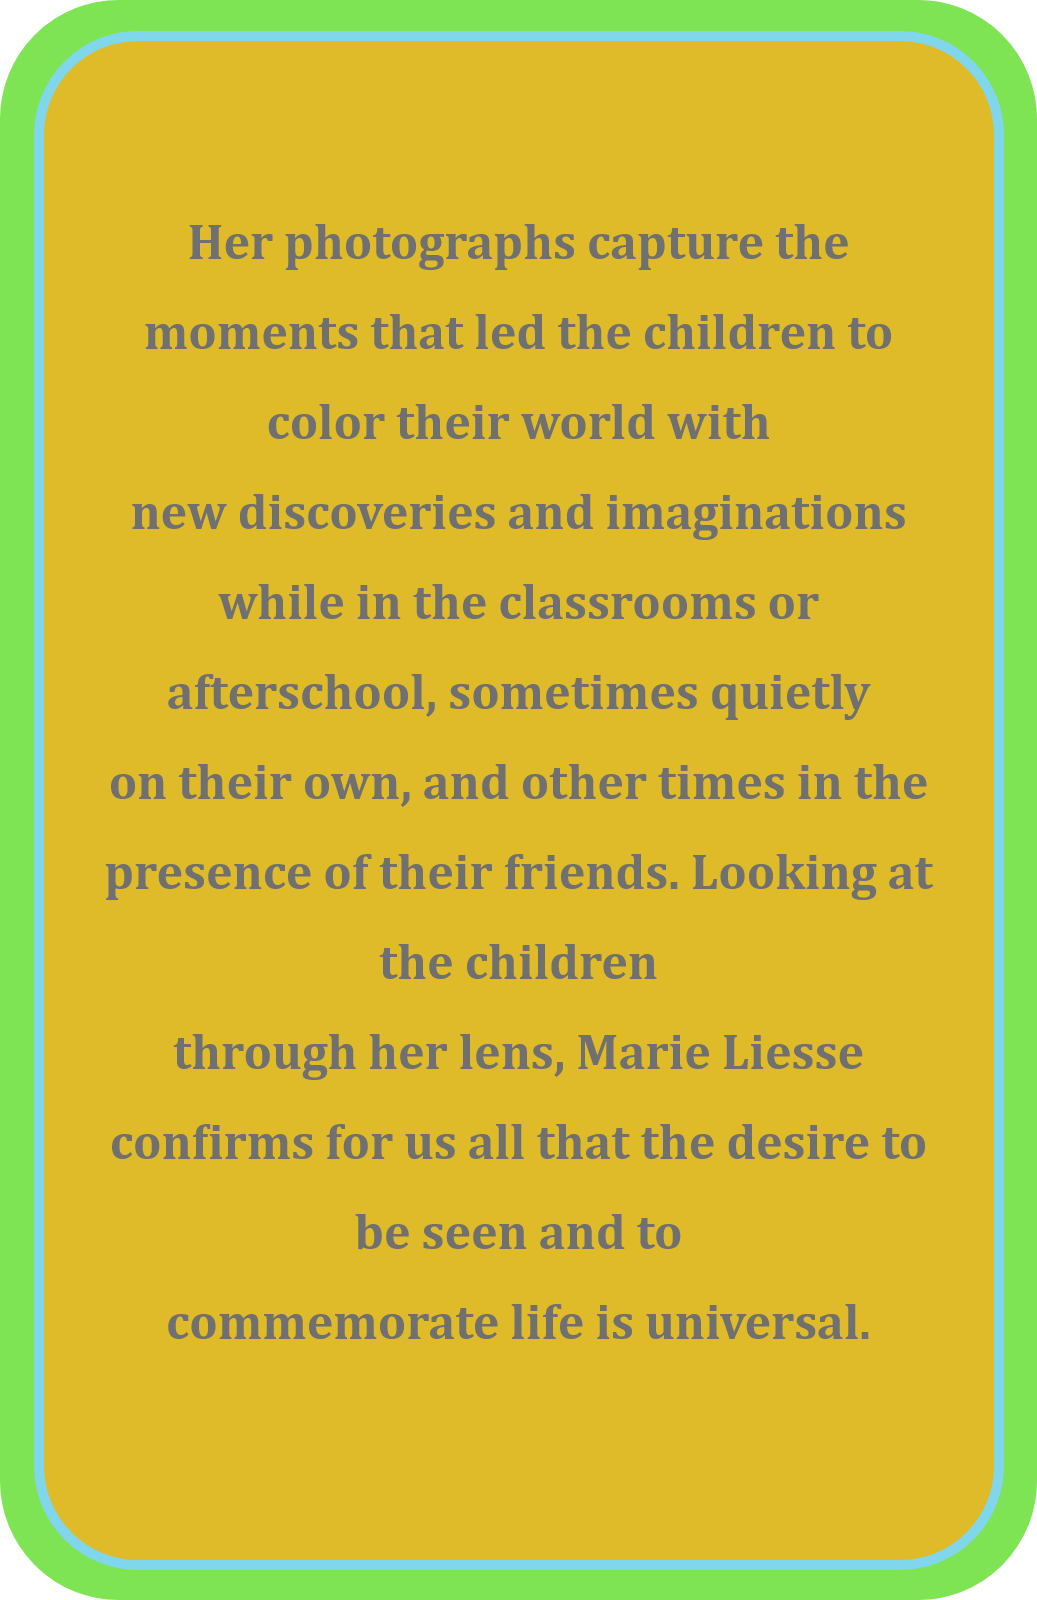 Her photographs capture the
moments that led the children to
color their world with
new discoveries and imaginations
while in the classrooms or
afterschool, sometimes quietly
on their own, and other times in the
presence of their friends. Looking at
the children
through her lens, Marie Liesse
confirms for us all that the desire to
be seen and to
commemorate life is universal.